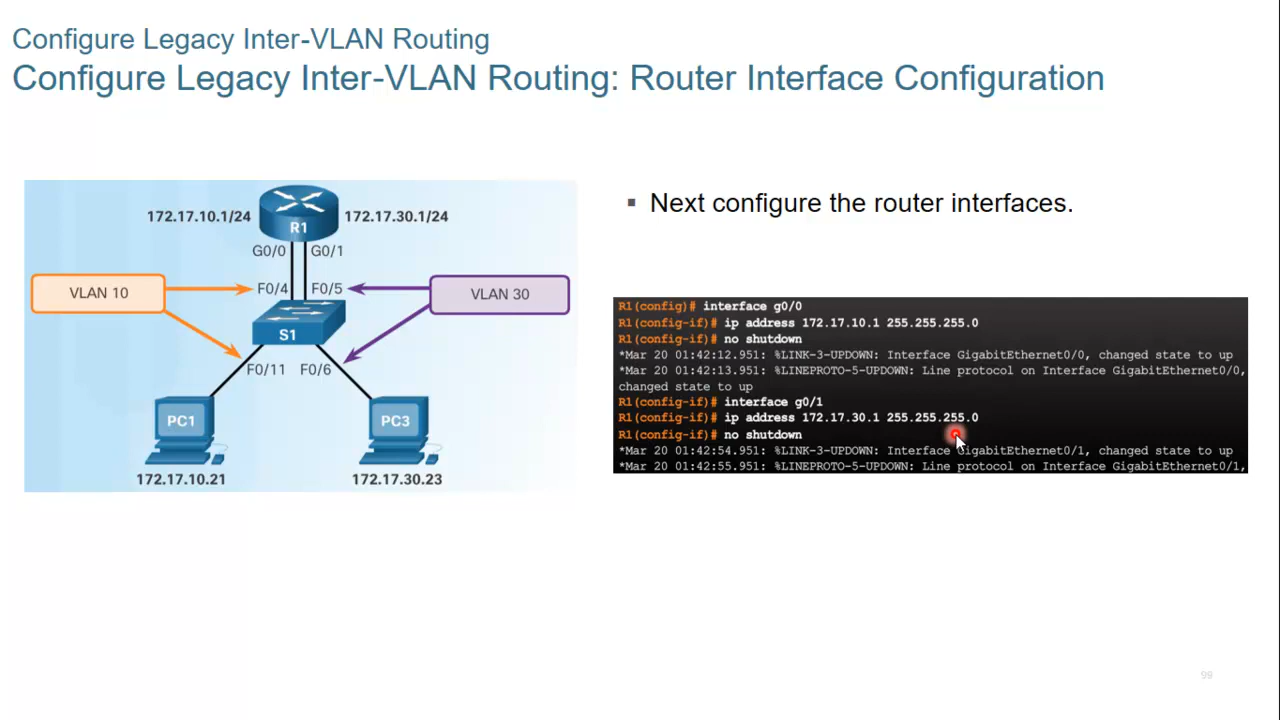 Configure Legacy Inter-VLAN Routing
Configure Legacy Inter-VLAN Routing: Router Interface Configuration
172.17.10.1/24
172.17.30.1/24
R1
G0/0
G0/1
VLAN 10
F0/4
F0/5
VLAN 30
S1
F0/11
F0/6
PC1
PC3
172.17.10.21
172.17.30.23
▪ Next configure the router interfaces.
R1(config)# interface g0/0
R1(config-if)# ip address 172.17.10.1 255.255.255.0
R1(config-if)# no shutdown
*Mar 20 01:42:12.951: %LINK-3-UPDOWN: Interface GigabitEthernet0/0, changed state to up
*Mar 20 01:42:13.951: %LINEPROTO-5-UPDOWN: Line protocol on Interface GigabitEthernet0/0,
changed state to up
R1(config-if)# interface g0/1
R1(config-if)# ip address 172.17.30.1 255.255.255.0
R1(config-if)# no shutdown
*Mar 20 01:42:54.951: %LINK-3-UPDOWN: Interface GigabitEthernet0/1, changed state to up
*Mar 20 01:42:55.951: %LINEPROTO-5-UPDOWN: Line protocol on Interface GigabitEthernet0/1,
99